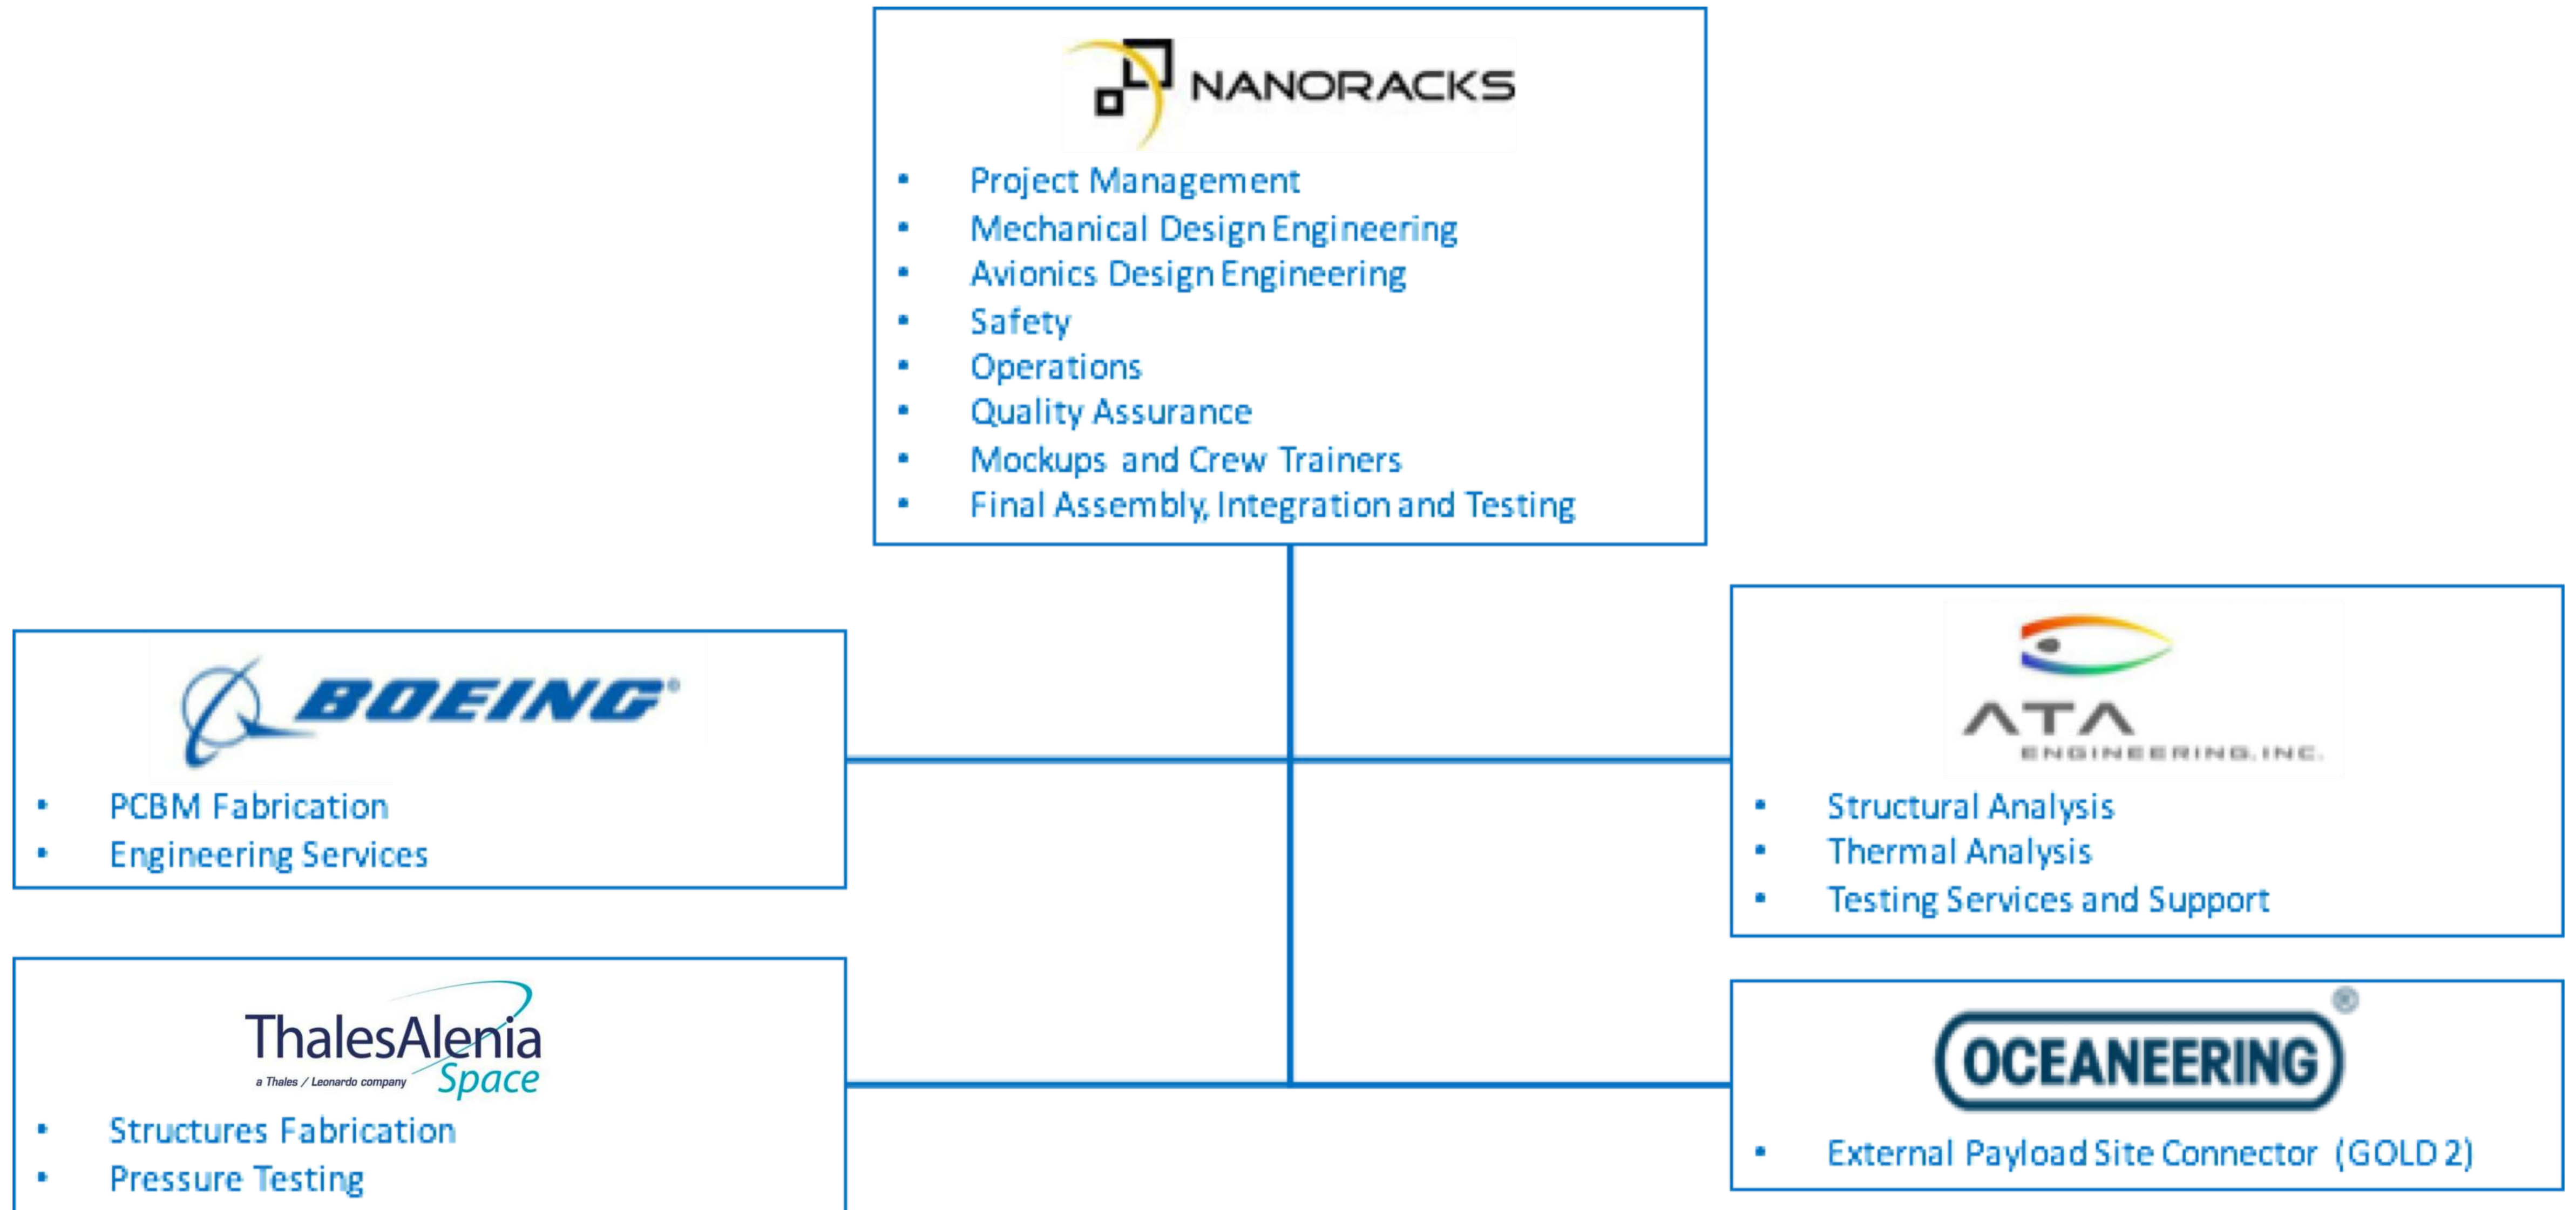 NANORACKS
• Project Management
• Mechanical Design Engineering
• Avionics Design Engineering
• Safety
• Operations
• Quality Assurance
• Mockups and Crew Trainers
• Final Assembly, Integration and Testing
BOEING®
• PCBM Fabrication
• Engineering Services
ATA
ENGINEERING, INC.
• Structural Analysis
• Thermal Analysis
• Testing Services and Support
ThalesAlenia
a Thales / Leonardo company Space
• Structures Fabrication
• Pressure Testing
OCEANEERING®
• External Payload Site Connector (GOLD 2)